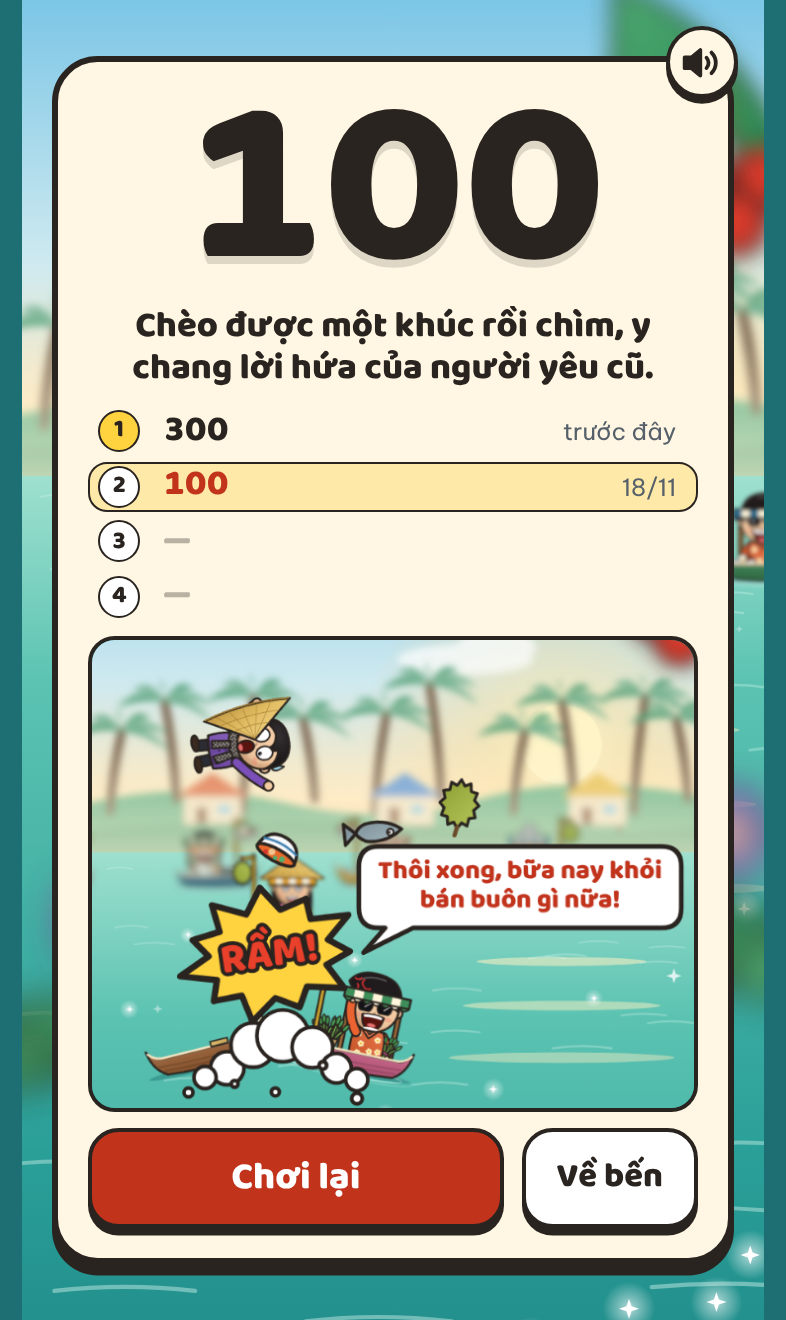 100
Chèo được một khúc rồi chìm, y
chang lời hứa của người yêu cũ.
1 300 trước đây
2 100 18/11
3 —
4 —
Thôi xong, bữa nay khỏi
bán buôn gì nữa!
RẦM!
Chơi lại
Về bến